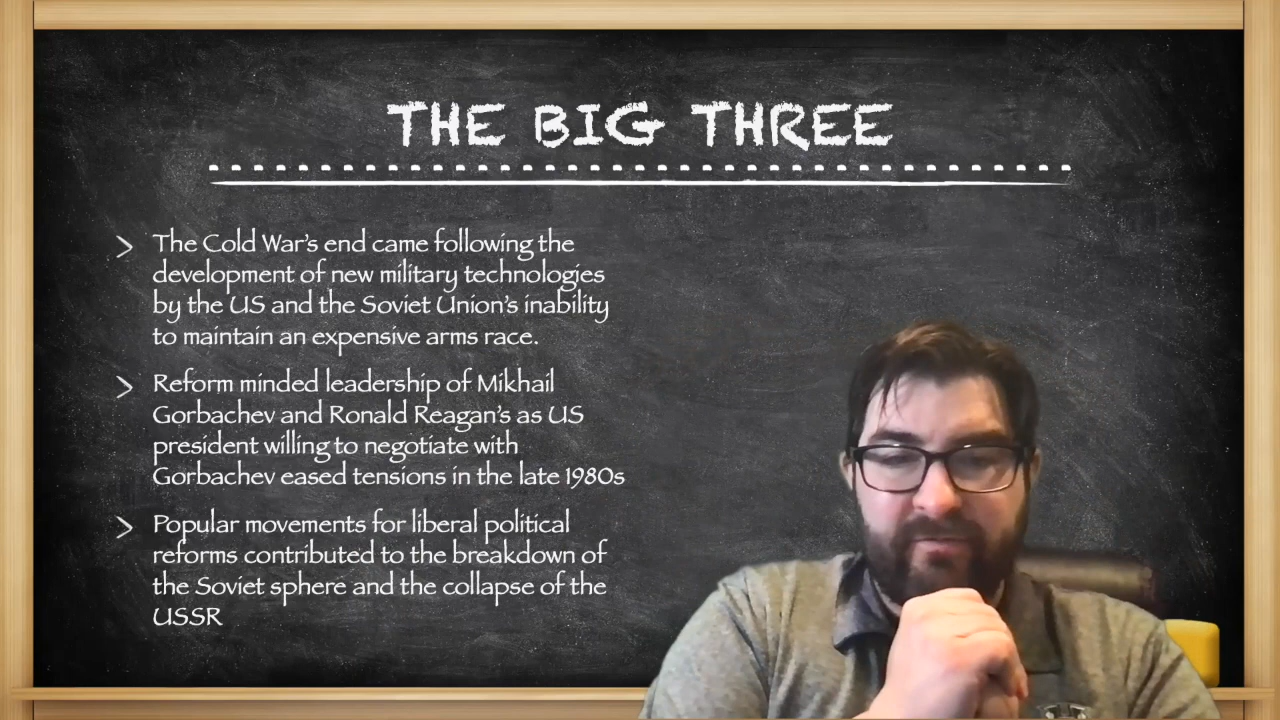 THE BIG THREE
The Cold War's end came following the
development of new military technologies
by the US and the Soviet Union's inability
to maintain an expensive arms race.
Reform minded leadership of Mikhail
Gorbachev and Ronald Reagan's as US
president willing to negotiate with
Gorbachev eased tensions in the late 1980s
Popular movements for liberal political
reforms contributed to the breakdown of
the Soviet sphere and the collapse of the
USSR